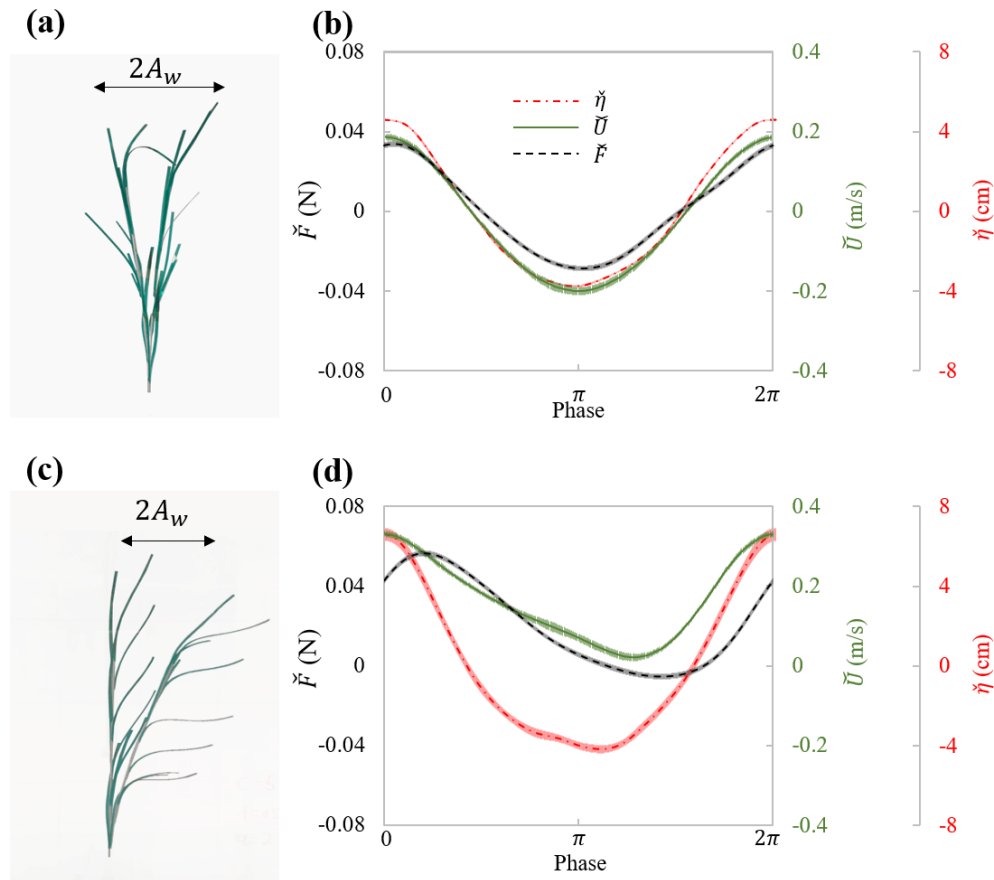 (a)
2A_w
(b)
0.08
0.04
0
-0.04
-0.08
F̌ (N)
η̌
Ǔ
F̌
0
π
2π
Phase
0.4
0.2
0
-0.2
-0.4
Ǔ (m/s)
8
4
0
-4
-8
η̌ (cm)
(c)
2A_w
(d)
0.08
0.04
0
-0.04
-0.08
F̌ (N)
0
π
2π
Phase
0.4
0.2
0
-0.2
-0.4
Ǔ (m/s)
8
4
0
-4
-8
η̌ (cm)